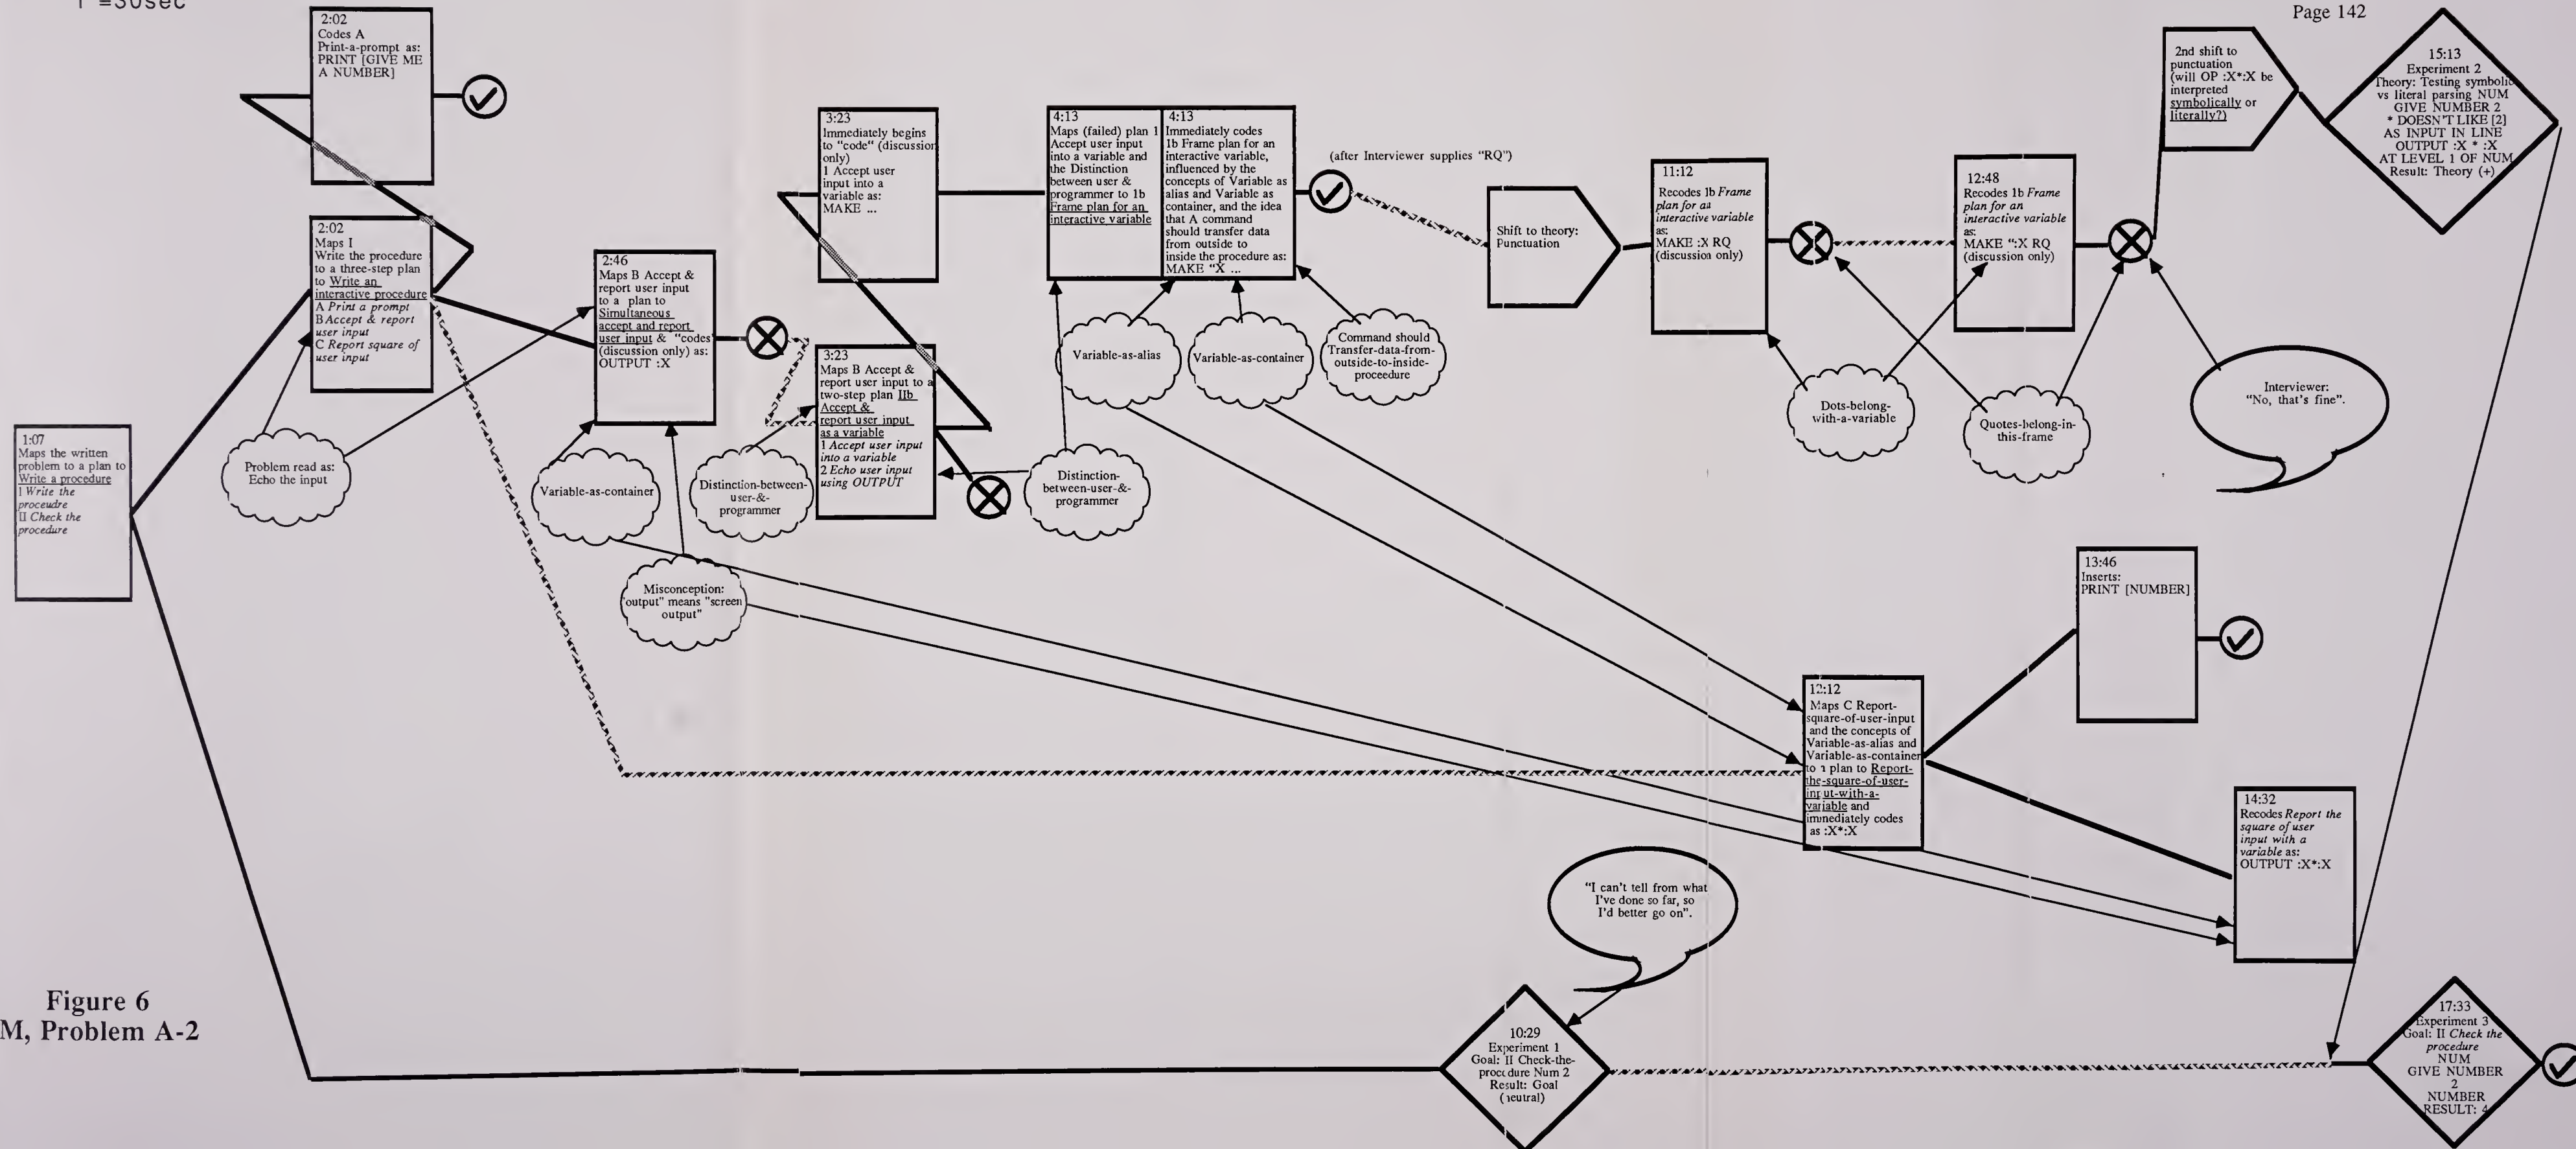 =30sec
Page 142
2:02
Codes A
Print-a-prompt as:
PRINT [GIVE ME
A NUMBER]
2:02
Maps I
Write the procedure
to a three-step plan
to Write an
interactive procedure
A Print a prompt
B Accept & report
user input
C Report square of
user input
1:07
Maps the written
problem to a plan to
Write a procedure
I Write the
proceudre
II Check the
procedure
Problem read as:
Echo the input
2:46
Maps B Accept &
report user input
to a plan to
Simultaneous
accept and report
user input & "codes
(discussion only) as:
OUTPUT :X
Variable-as-container
Misconception:
"output" means "screen
output"
Distinction-between-
user-&-
programmer
3:23
Immediately begins
to "code" (discussion
only)
1 Accept user
input into a
variable as:
MAKE ...
3:23
Maps B Accept &
report user input to a
two-step plan IIb
Accept &
report user input
as a variable
1 Accept user input
into a variable
2 Echo user input
using OUTPUT
Distinction-
between-user-&-
programmer
4:13
Maps (failed) plan 1
Accept user input
into a variable and
the Distinction
between user &
programmer to 1b
Frame plan for an
interactive variable
4:13
Immediately codes
1b Frame plan for an
interactive variable,
influenced by the
concepts of Variable as
alias and Variable as
container, and the idea
that A command
should transfer data
from outside to
inside the procedure as:
MAKE "X ...
Variable-as-alias
Variable-as-container
Command should
Transfer-data-from-
outside-to-inside-
proceedure
(after Interviewer supplies "RQ")
Shift to theory:
Punctuation
11:12
Recodes 1b Frame
plan for an
interactive variable
as:
MAKE :X RQ
(discussion only)
12:48
Recodes 1b Frame
plan for an
interactive variable
as:
MAKE ":X RQ
(discussion only)
Dots-belong-
with-a-variable
Quotes-belong-in-
this-frame
Interviewer:
"No, that's fine".
2nd shift to
punctuation
(will OP :X*:X be
interpreted
symbolically or
literally?)
15:13
Experiment 2
Theory: Testing symbolic
vs literal parsing NUM
GIVE NUMBER 2
* DOESN'T LIKE [2]
AS INPUT IN LINE
OUTPUT :X * :X
AT LEVEL 1 OF NUM
Result: Theory (+)
13:46
Inserts:
PRINT [NUMBER]
12:12
Maps C Report-
square-of-user-input
and the concepts of
Variable-as-alias and
Variable-as-container
to a plan to Report-
the-square-of-user-
input-with-a-
variable and
immediately codes
as :X*:X
14:32
Recodes Report the
square of user
input with a
variable as:
OUTPUT :X*:X
"I can't tell from what
I've done so far, so
I'd better go on".
10:29
Experiment 1
Goal: II Check-the-
procedure Num 2
Result: Goal
(neutral)
17:33
Experiment 3
Goal: II Check the
procedure
NUM
GIVE NUMBER
2
NUMBER
RESULT: 4
Figure 6
M, Problem A-2